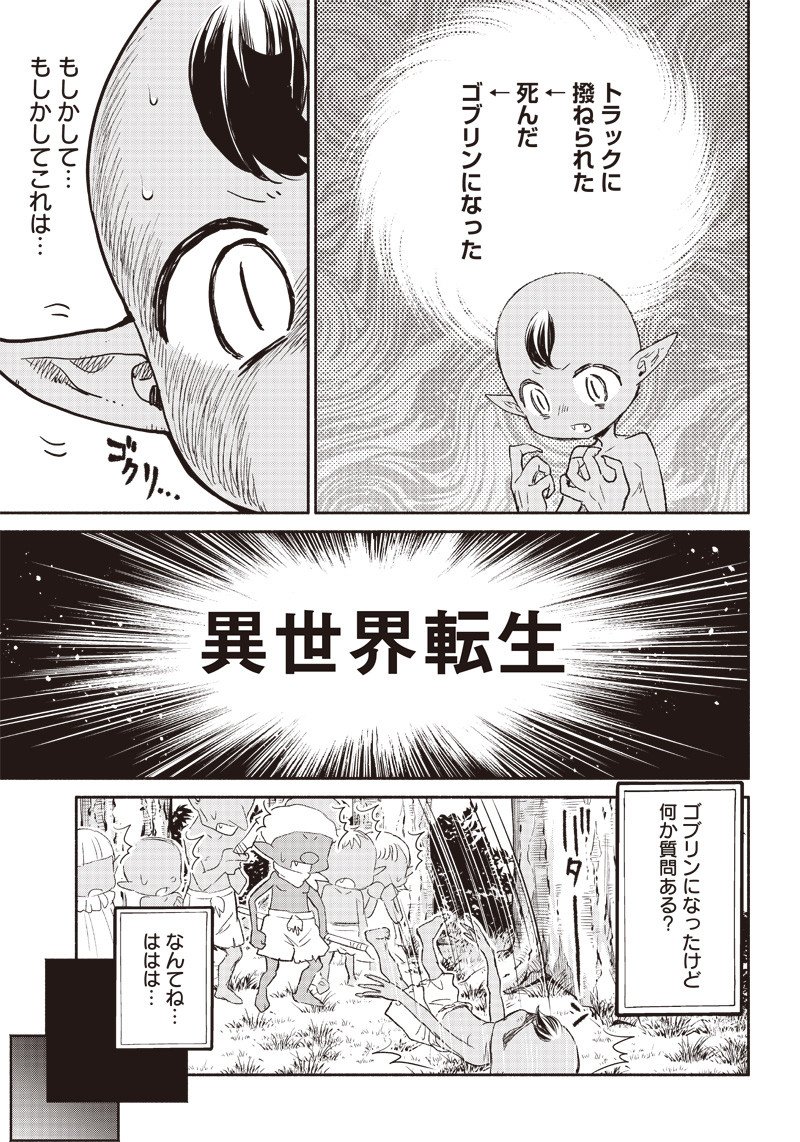 トラックに
↓
撥ねられた
↓
死んだ
↓
ゴブリンになった
もしかして…
もしかしてこれは…
ゴクリ…
異世界転生
ゴブリンになったけど
何か質問ある?
ドタ
なんてね…
ははは…